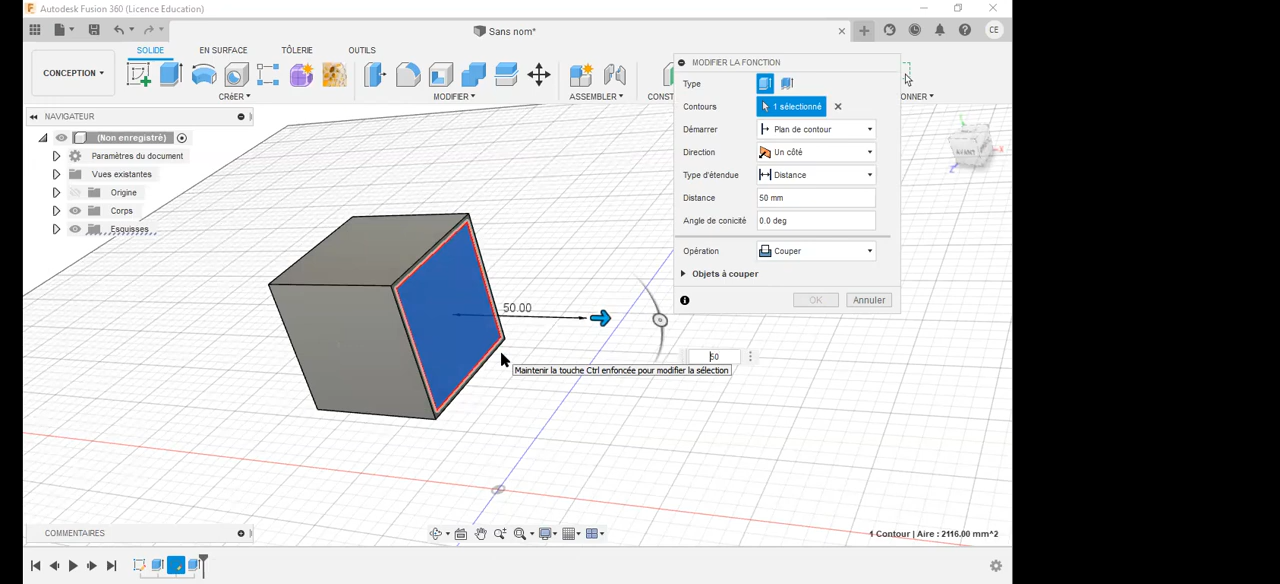 Autodesk Fusion 360 (Licence Education)
Sans nom*
CE
SOLIDE EN SURFACE TÔLERIE OUTILS
CONCEPTION
CRÉER MODIFIER ASSEMBLER CONST ONNER
NAVIGATEUR
(Non enregistré)
Paramètres du document
Vues existantes
Origine
Corps
Esquisses
MODIFIER LA FONCTION
Type
Contours 1 sélectionné
Démarrer Plan de contour
Direction Un côté
Type d'étendue Distance
Distance 50 mm
Angle de conicité 0.0 deg
Opération Couper
Objets à couper
OK Annuler
AVANT
X
50.00
50
Maintenir la touche Ctrl enfoncée pour modifier la sélection
COMMENTAIRES
1 Contour | Aire : 2116.00 mm^2